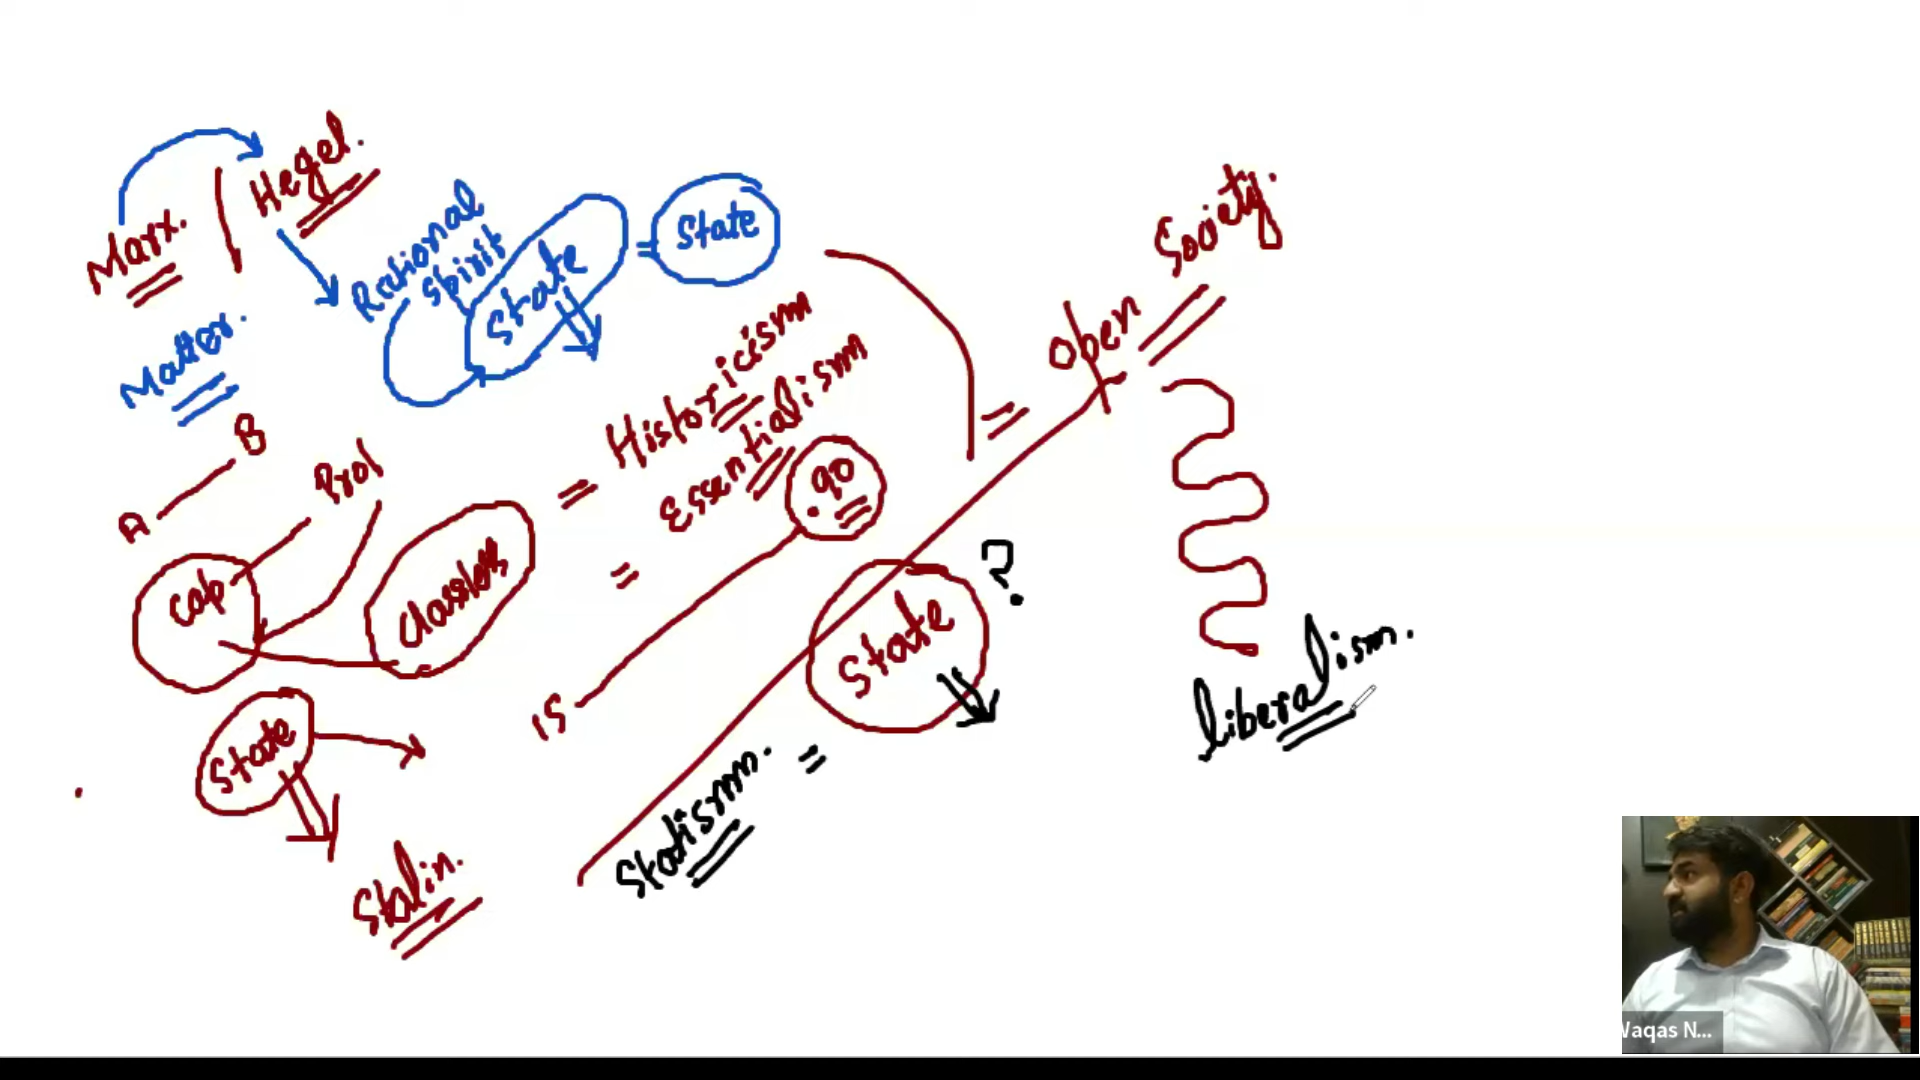 Hegel.
Marx.
Rational
spirit
State
=
State
Society.
Open
Matter.
A
B
Prol
Cap
Classless
= Historicism
= Essentialism
.90
=
?
State
IS
State
Stalin.
Statism. =
liberalism.
Waqas N...